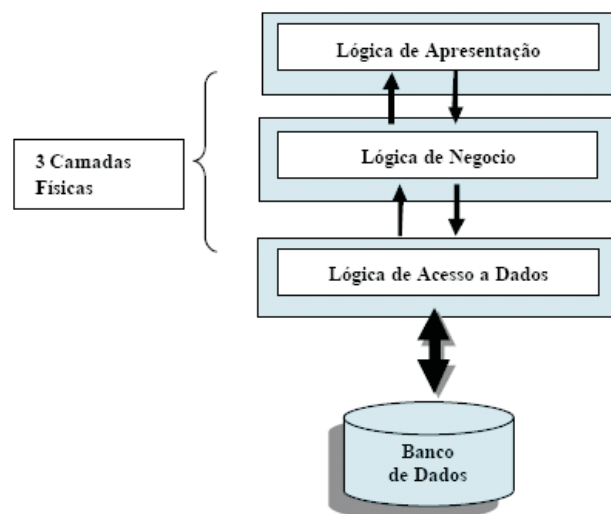 Lógica de Apresentação
Lógica de Negocio
3 Camadas
Físicas
Lógica de Acesso a Dados
Banco
de Dados